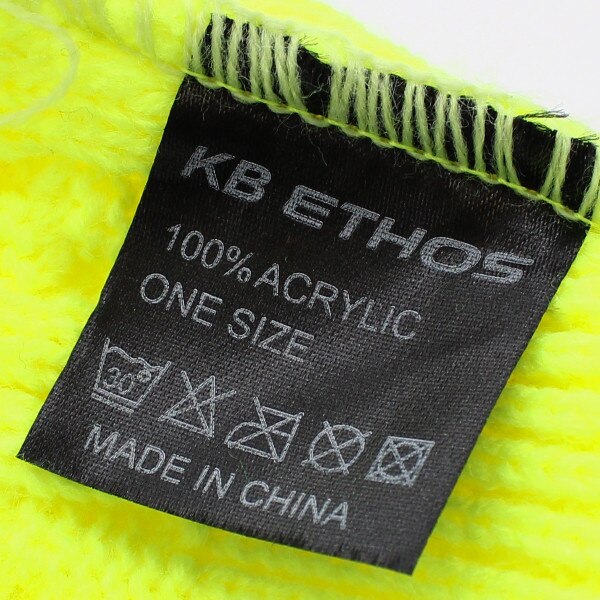 KB ETHOS
100% ACRYLIC
ONE SIZE
30°
MADE IN CHINA